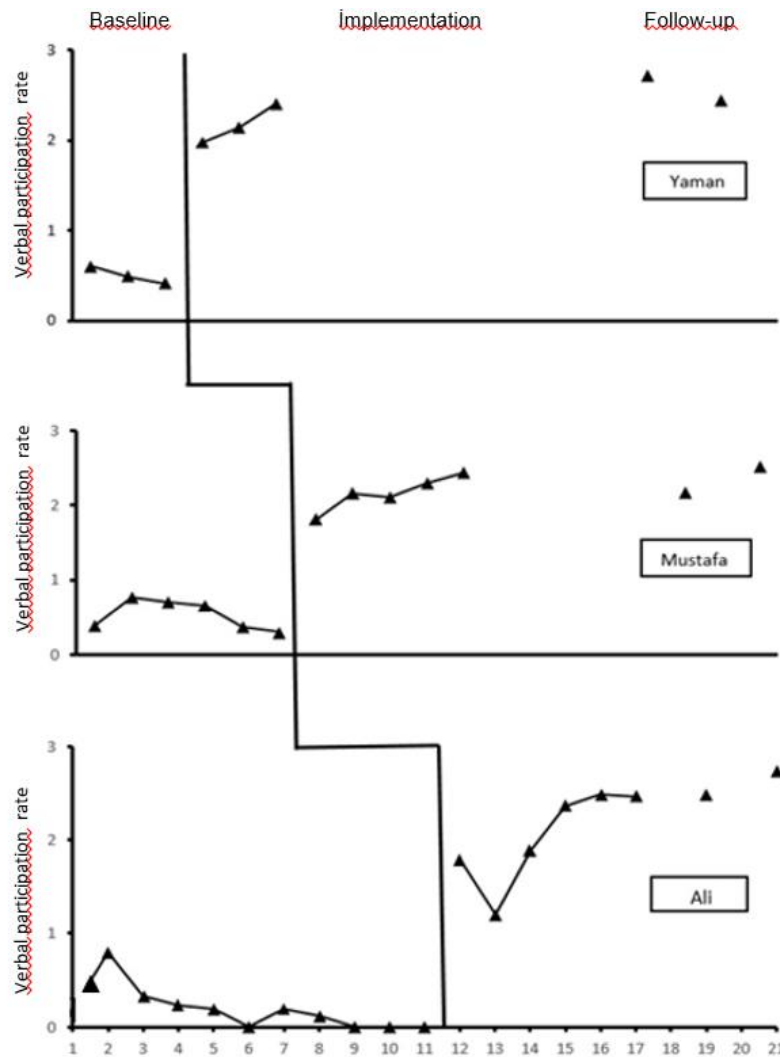 Baseline İmplementation Follow-up
Verbal participation rate
3
2
1
0
Yaman
Verbal participation rate
3
2
1
0
Mustafa
Verbal participation rate
3
2
1
0
Ali
1 2 3 4 5 6 7 8 9 10 11 12 13 14 15 16 17 18 19 20 21